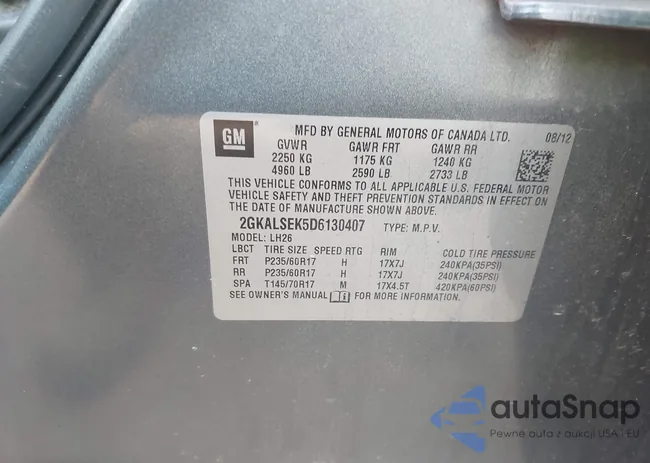 GM
MFD BY GENERAL MOTORS OF CANADA LTD. 08/12
GVWR GAWR FRT GAWR RR
2250 KG 1175 KG 1240 KG
4960 LB 2590 LB 2733 LB
THIS VEHICLE CONFORMS TO ALL APPLICABLE U.S. FEDERAL MOTOR
VEHICLE SAFETY AND THEFT PREVENTION STANDARDS IN EFFECT ON
THE DATE OF MANUFACTURE SHOWN ABOVE.
2GKALSEK5D6130407 TYPE: M.P.V.
MODEL: LH26
LBCT TIRE SIZE SPEED RTG RIM COLD TIRE PRESSURE
FRT P235/60R17 H 17X7J 240KPA(35PSI)
RR P235/60R17 H 17X7J 240KPA(35PSI)
SPA T145/70R17 M 17X4.5T 420KPA(60PSI)
SEE OWNER'S MANUAL FOR MORE INFORMATION.
autaSnap
Pewne auta z aukcji USA i EU